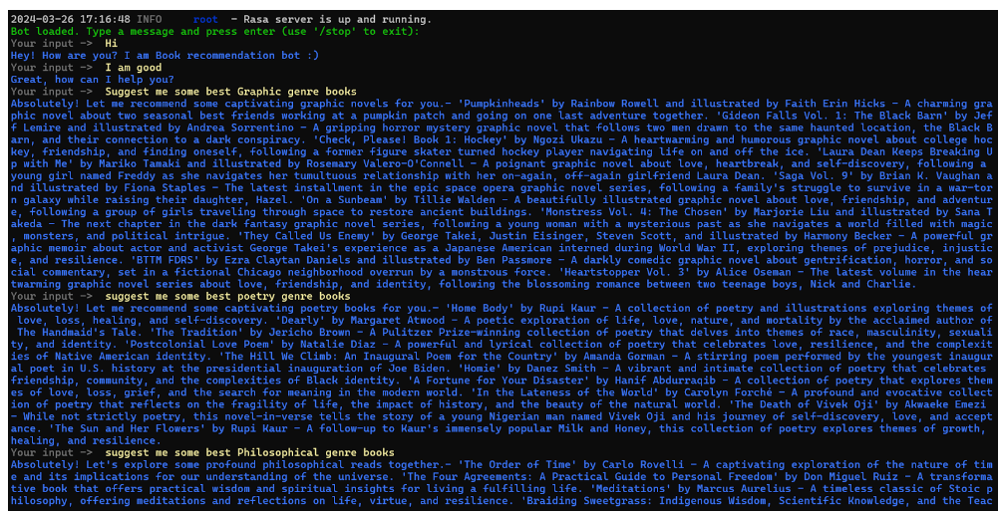 2024-03-26 17:16:48 INFO     root  - Rasa server is up and running.
Bot loaded. Type a message and press enter (use '/stop' to exit):
Your input ->  Hi
Hey! How are you? I am Book recommendation bot :)
Your input ->  I am good
Great, how can I help you?
Your input ->  Suggest me some best Graphic genre books
Absolutely! Let me recommend some captivating graphic novels for you.- 'Pumpkinheads' by Rainbow Rowell and illustrated by Faith Erin Hicks - A charming gra
phic novel about two seasonal best friends working at a pumpkin patch and going on one last adventure together. 'Gideon Falls Vol. 1: The Black Barn' by Jef
f Lemire and illustrated by Andrea Sorrentino - A gripping horror mystery graphic novel that follows two men drawn to the same haunted location, the Black B
arn, and their connection to a dark conspiracy. 'Check, Please! Book 1: Hockey' by Ngozi Ukazu - A heartwarming and humorous graphic novel about college hoc
key, friendship, and finding oneself, following a former figure skater turned hockey player navigating life on and off the ice. 'Laura Dean Keeps Breaking U
p with Me' by Mariko Tamaki and illustrated by Rosemary Valero-O'Connell - A poignant graphic novel about love, heartbreak, and self-discovery, following a
young girl named Freddy as she navigates her tumultuous relationship with her on-again, off-again girlfriend Laura Dean. 'Saga Vol. 9' by Brian K. Vaughan a
nd illustrated by Fiona Staples - The latest installment in the epic space opera graphic novel series, following a family's struggle to survive in a war-tor
n galaxy while raising their daughter, Hazel. 'On a Sunbeam' by Tillie Walden - A beautifully illustrated graphic novel about love, friendship, and adventur
e, following a group of girls traveling through space to restore ancient buildings. 'Monstress Vol. 4: The Chosen' by Marjorie Liu and illustrated by Sana T
akeda - The next chapter in the dark fantasy graphic novel series, following a young woman with a mysterious past as she navigates a world filled with magic
, monsters, and political intrigue. 'They Called Us Enemy' by George Takei, Justin Eisinger, Steven Scott, and illustrated by Harmony Becker - A powerful gr
aphic memoir about actor and activist George Takei's experience as a Japanese American interned during World War II, exploring themes of prejudice, injustic
e, and resilience. 'BTTM FDRS' by Ezra Claytan Daniels and illustrated by Ben Passmore - A darkly comedic graphic novel about gentrification, horror, and so
cial commentary, set in a fictional Chicago neighborhood overrun by a monstrous force. 'Heartstopper Vol. 3' by Alice Oseman - The latest volume in the hear
twarming graphic novel series about love, friendship, and identity, following the blossoming romance between two teenage boys, Nick and Charlie.
Your input ->  suggest me some best poetry genre books
Absolutely! Let me recommend some captivating poetry books for you.- 'Home Body' by Rupi Kaur - A collection of poetry and illustrations exploring themes of
 love, loss, healing, and self-discovery. 'Dearly' by Margaret Atwood - A poetic exploration of life, love, nature, and mortality by the acclaimed author of
 The Handmaid's Tale. 'The Tradition' by Jericho Brown - A Pulitzer Prize-winning collection of poetry that delves into themes of race, masculinity, sexuali
ty, and identity. 'Postcolonial Love Poem' by Natalie Diaz - A powerful and lyrical collection of poetry that celebrates love, resilience, and the complexit
ies of Native American identity. 'The Hill We Climb: An Inaugural Poem for the Country' by Amanda Gorman - A stirring poem performed by the youngest inaugur
al poet in U.S. history at the presidential inauguration of Joe Biden. 'Homie' by Danez Smith - A vibrant and intimate collection of poetry that celebrates
friendship, community, and the complexities of Black identity. 'A Fortune for Your Disaster' by Hanif Abdurraqib - A collection of poetry that explores them
es of love, loss, grief, and the search for meaning in the modern world. 'In the Lateness of the World' by Carolyn Forché - A profound and evocative collect
ion of poetry that reflects on the fragility of life, the impact of history, and the beauty of the natural world. 'The Death of Vivek Oji' by Akwaeke Emezi
- While not strictly poetry, this novel-in-verse tells the story of a young Nigerian man named Vivek Oji and his journey of self-discovery, love, and accept
ance. 'The Sun and Her Flowers' by Rupi Kaur - A follow-up to Kaur's immensely popular Milk and Honey, this collection of poetry explores themes of growth,
healing, and resilience.
Your input ->  suggest me some best Philosophical genre books
Absolutely! Let's explore some profound philosophical reads together.- 'The Order of Time' by Carlo Rovelli - A captivating exploration of the nature of tim
e and its implications for our understanding of the universe. 'The Four Agreements: A Practical Guide to Personal Freedom' by Don Miguel Ruiz - A transforma
tive book that offers practical wisdom and spiritual insights for living a fulfilling life. 'Meditations' by Marcus Aurelius - A timeless classic of Stoic p
hilosophy, offering meditations and reflections on life, virtue, and resilience. 'Braiding Sweetgrass: Indigenous Wisdom, Scientific Knowledge, and the Teac